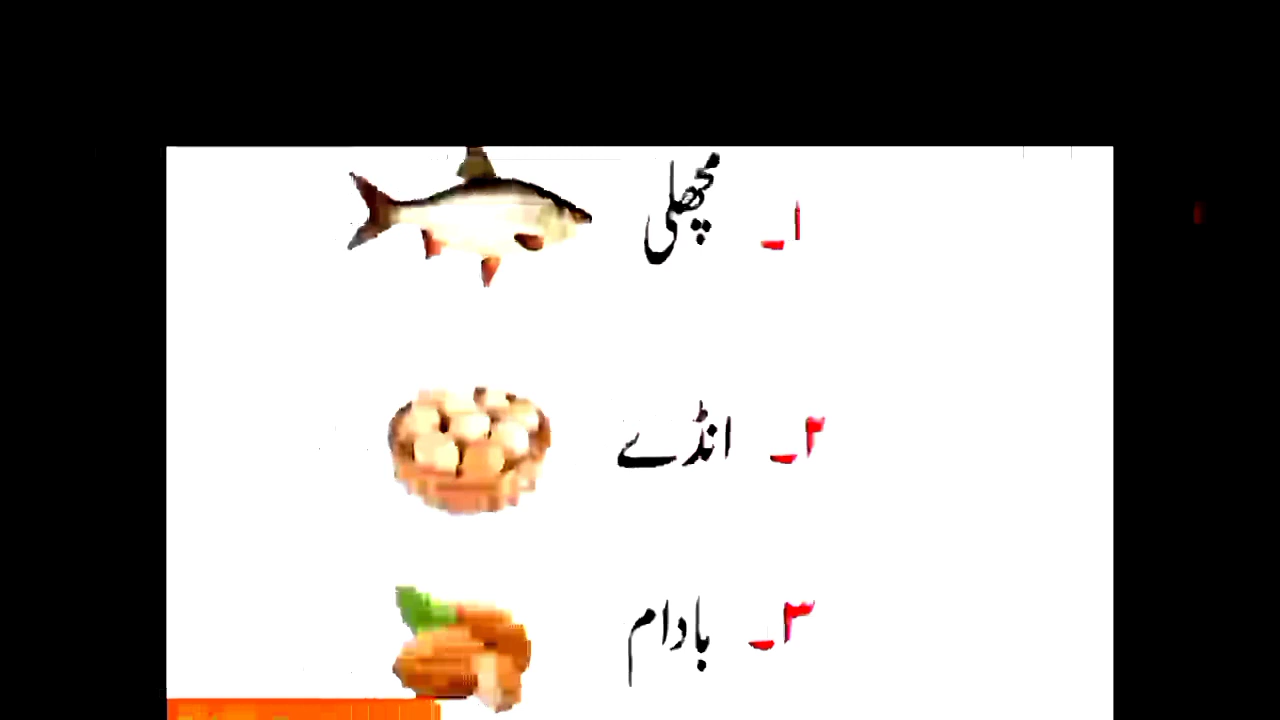 ۱۔ مچھلی
۲۔ انڈے
۳۔ بادام